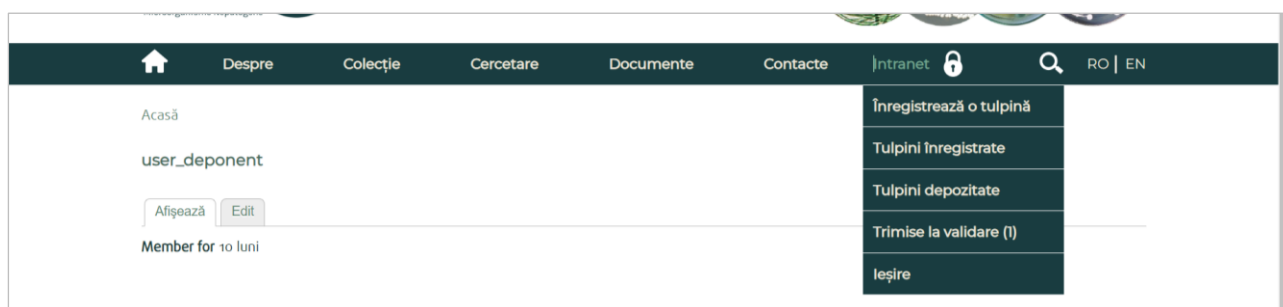 Despre Colecție Cercetare Documente Contacte Intranet RO | EN
Înregistrează o tulpină
Acasă
Tulpini înregistrate
user_deponent
Tulpini depozitate
Afișează Edit
Trimise la validare (1)
Member for 10 luni
Ieșire